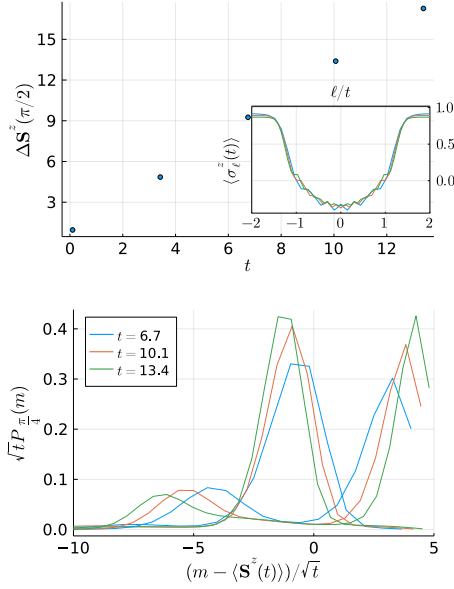 ΔS^z(π/2)
15
12
9
6
3
0 2 4 6 8 10 12
t
ℓ/t
⟨σ_ℓ^z(t)⟩
1.0
0.5
0.0
−2 −1 0 1 2
√t P_{π/4}(m)
0.4
0.3
0.2
0.1
0.0
t = 6.7
t = 10.1
t = 13.4
−10 −5 0 5
(m − ⟨S^z(t)⟩)/√t